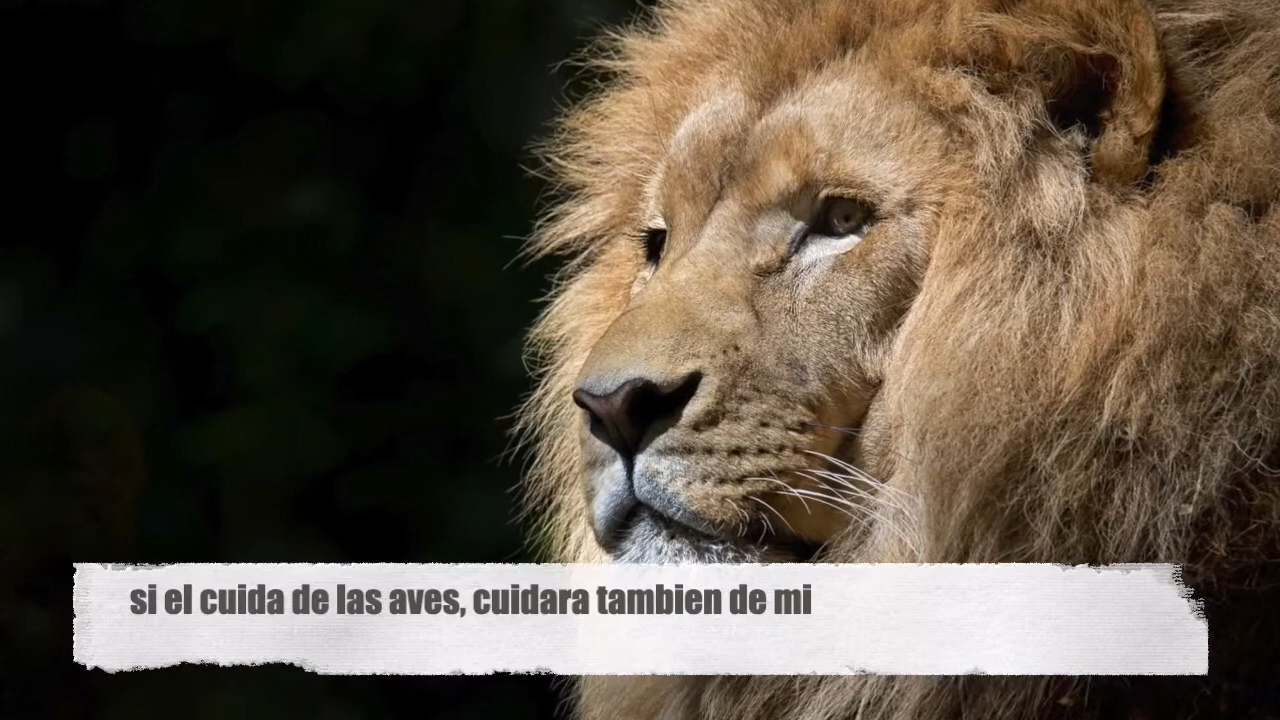 si el cuida de las aves, cuidara tambien de mi